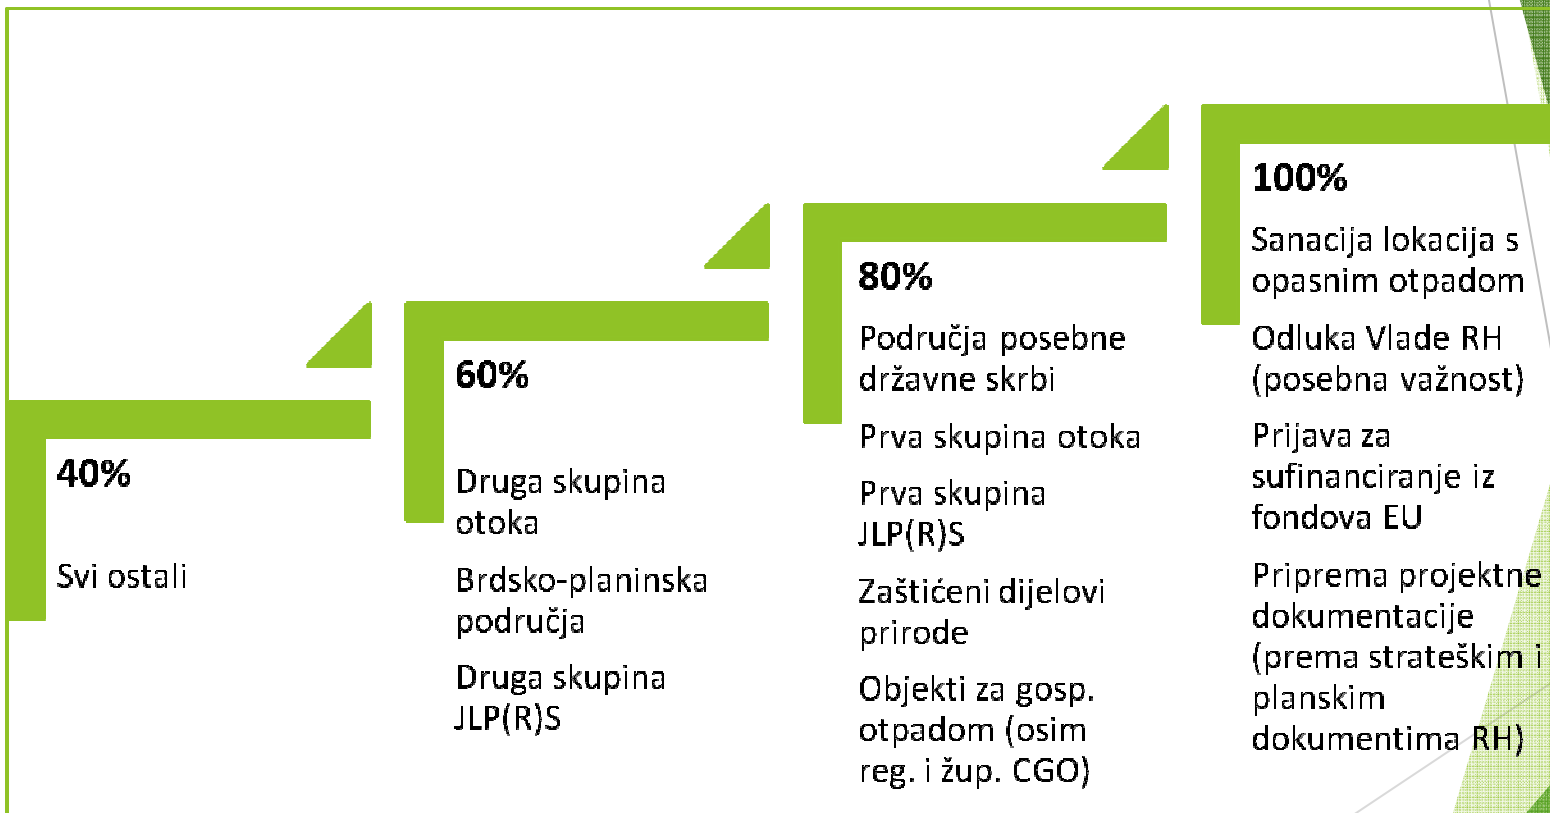 40%
Svi ostali
60%
Druga skupina
otoka
Brdsko-planinska
područja
Druga skupina
JLP(R)S
80%
Područja posebne
državne skrbi
Prva skupina otoka
Prva skupina
JLP(R)S
Zaštićeni dijelovi
prirode
Objekti za gosp.
otpadom (osim
reg. i žup. CGO)
100%
Sanacija lokacija s
opasnim otpadom
Odluka Vlade RH
(posebna važnost)
Prijava za
sufinanciranje iz
fondova EU
Priprema projektne
dokumentacije
(prema strateškim i
planskim
dokumentima RH)